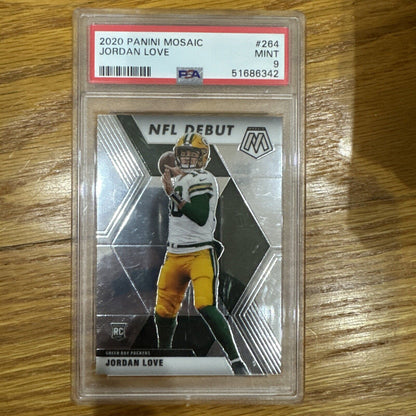 2020 PANINI MOSAIC #264
JORDAN LOVE MINT
PSA 9
51686342
NFL DEBUT
M
RC
GREEN BAY PACKERS
JORDAN LOVE